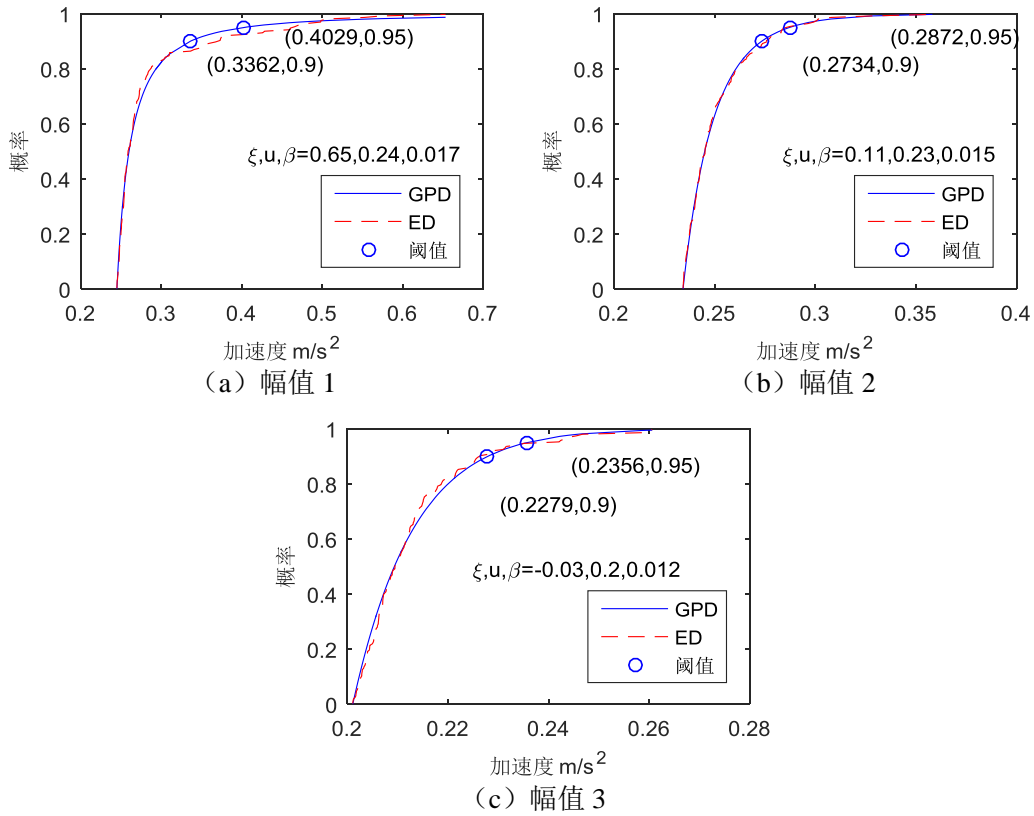 1
0.8
0.6
0.4
0.2
0
概率
(0.4029,0.95)
(0.3362,0.9)
ξ,u,β=0.65,0.24,0.017
GPD
ED
阈值
0.2 0.3 0.4 0.5 0.6 0.7
加速度 m/s²
（a）幅值 1
1
0.8
0.6
0.4
0.2
0
概率
(0.2872,0.95)
(0.2734,0.9)
ξ,u,β=0.11,0.23,0.015
GPD
ED
阈值
0.2 0.25 0.3 0.35 0.4
加速度 m/s²
（b）幅值 2
1
0.8
0.6
0.4
0.2
0
概率
(0.2356,0.95)
(0.2279,0.9)
ξ,u,β=-0.03,0.2,0.012
GPD
ED
阈值
0.2 0.22 0.24 0.26 0.28
加速度 m/s²
（c）幅值 3